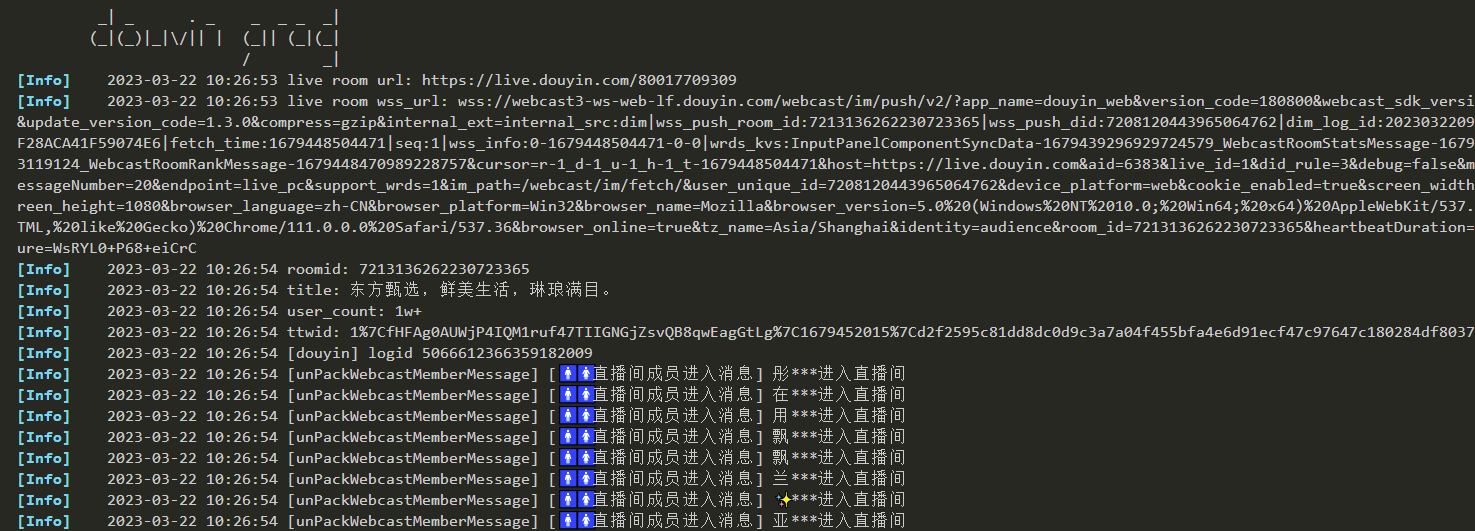 _| _      . _    _  _ _  _|
     (_|(_)|_|\/|| |  (_|| (_|(_|
                      /        _|
[Info]    2023-03-22 10:26:53 live room url: https://live.douyin.com/80017709309
[Info]    2023-03-22 10:26:53 live room wss_url: wss://webcast3-ws-web-lf.douyin.com/webcast/im/push/v2/?app_name=douyin_web&version_code=180800&webcast_sdk_versi
&update_version_code=1.3.0&compress=gzip&internal_ext=internal_src:dim|wss_push_room_id:7213136262230723365|wss_push_did:7208120443965064762|dim_log_id:2023032209
F28ACA41F59074E6|fetch_time:1679448504471|seq:1|wss_info:0-1679448504471-0-0|wrds_kvs:InputPanelComponentSyncData-1679439296929724579_WebcastRoomStatsMessage-1679
3119124_WebcastRoomRankMessage-1679448470989228757&cursor=r-1_d-1_u-1_h-1_t-1679448504471&host=https://live.douyin.com&aid=6383&live_id=1&did_rule=3&debug=false&m
essageNumber=20&endpoint=live_pc&support_wrds=1&im_path=/webcast/im/fetch/&user_unique_id=7208120443965064762&device_platform=web&cookie_enabled=true&screen_width
reen_height=1080&browser_language=zh-CN&browser_platform=Win32&browser_name=Mozilla&browser_version=5.0%20(Windows%20NT%2010.0;%20Win64;%20x64)%20AppleWebKit/537.
TML,%20like%20Gecko)%20Chrome/111.0.0.0%20Safari/537.36&browser_online=true&tz_name=Asia/Shanghai&identity=audience&room_id=7213136262230723365&heartbeatDuration=
ure=WsRYL0+P68+eiCrC
[Info]    2023-03-22 10:26:54 roomid: 7213136262230723365
[Info]    2023-03-22 10:26:54 title: 东方甄选，鲜美生活，琳琅满目。
[Info]    2023-03-22 10:26:54 user_count: 1w+
[Info]    2023-03-22 10:26:54 ttwid: 1%7CfHFAg0AUWjP4IQM1ruf47TIIGNGjZsvQB8qwEagGtLg%7C1679452015%7Cd2f2595c81dd8dc0d9c3a7a04f455bfa4e6d91ecf47c97647c180284df8037
[Info]    2023-03-22 10:26:54 [douyin] logid 5066612366359182009
[Info]    2023-03-22 10:26:54 [unPackWebcastMemberMessage] [🚹🚹直播间成员进入消息] 彤***进入直播间
[Info]    2023-03-22 10:26:54 [unPackWebcastMemberMessage] [🚹🚹直播间成员进入消息] 在***进入直播间
[Info]    2023-03-22 10:26:54 [unPackWebcastMemberMessage] [🚹🚹直播间成员进入消息] 用***进入直播间
[Info]    2023-03-22 10:26:54 [unPackWebcastMemberMessage] [🚹🚹直播间成员进入消息] 飘***进入直播间
[Info]    2023-03-22 10:26:54 [unPackWebcastMemberMessage] [🚹🚹直播间成员进入消息] 飘***进入直播间
[Info]    2023-03-22 10:26:54 [unPackWebcastMemberMessage] [🚹🚹直播间成员进入消息] 兰***进入直播间
[Info]    2023-03-22 10:26:54 [unPackWebcastMemberMessage] [🚹🚹直播间成员进入消息] ✨***进入直播间
[Info]    2023-03-22 10:26:54 [unPackWebcastMemberMessage] [🚹🚹直播间成员进入消息] 亚***进入直播间